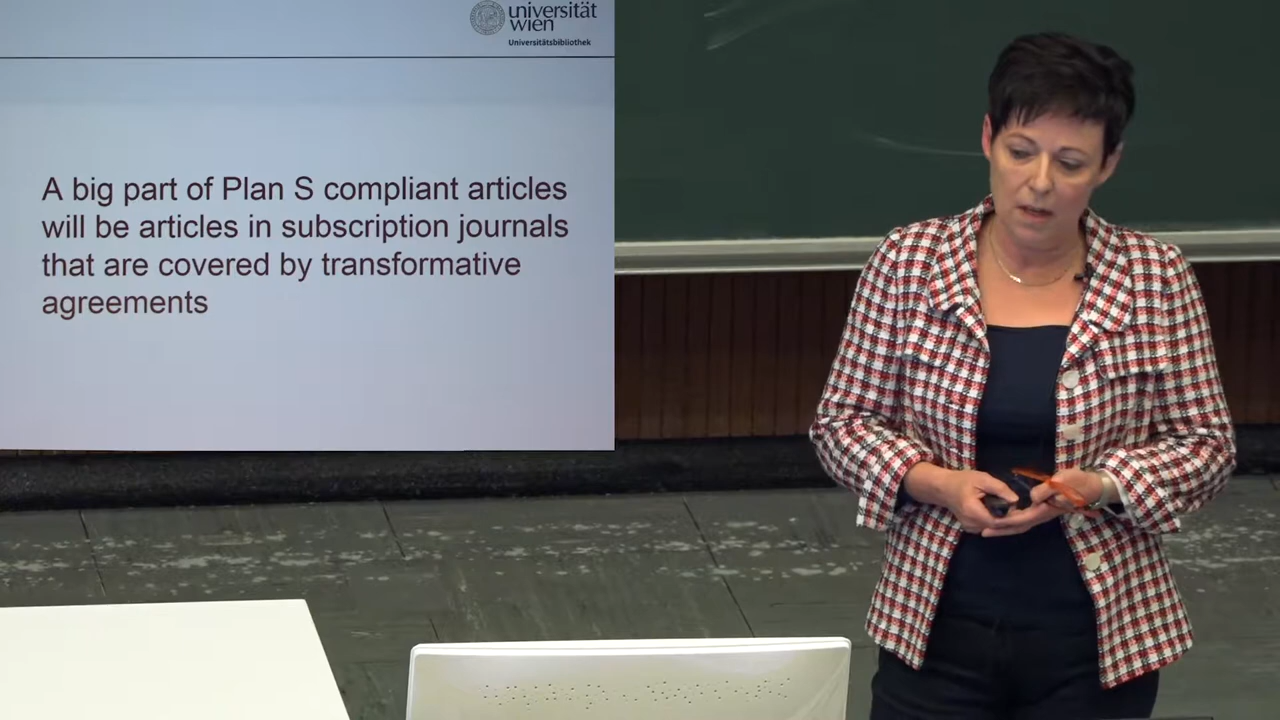 universität
wien
Universitätsbibliothek
A big part of Plan S compliant articles
will be articles in subscription journals
that are covered by transformative
agreements